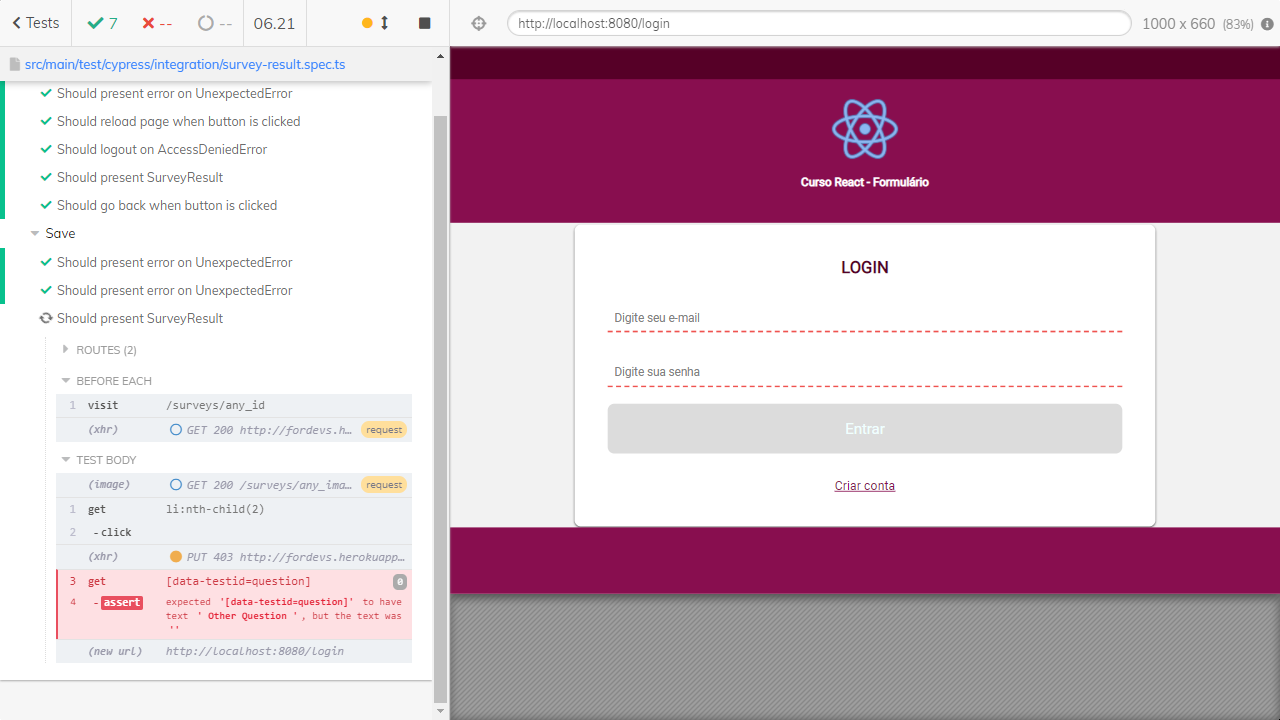 Tests
7
--
--
06.21
http://localhost:8080/login
1000 x 660 (83%)
src/main/test/cypress/integration/survey-result.spec.ts
Should present error on UnexpectedError
Should reload page when button is clicked
Should logout on AccessDeniedError
Should present SurveyResult
Should go back when button is clicked
Save
Should present error on UnexpectedError
Should present error on UnexpectedError
Should present SurveyResult
ROUTES (2)
BEFORE EACH
1 visit /surveys/any_id
(xhr) GET 200 http://fordevs.h... request
TEST BODY
(image) GET 200 /surveys/any_ima... request
1 get li:nth-child(2)
2 -click
(xhr) PUT 403 http://fordevs.herokuapp...
3 get [data-testid=question] 0
4 -assert expected '[data-testid=question]' to have
text ' Other Question ', but the text was
''
(new url) http://localhost:8080/login
Curso React - Formulário
LOGIN
Digite seu e-mail
Digite sua senha
Entrar
Criar conta